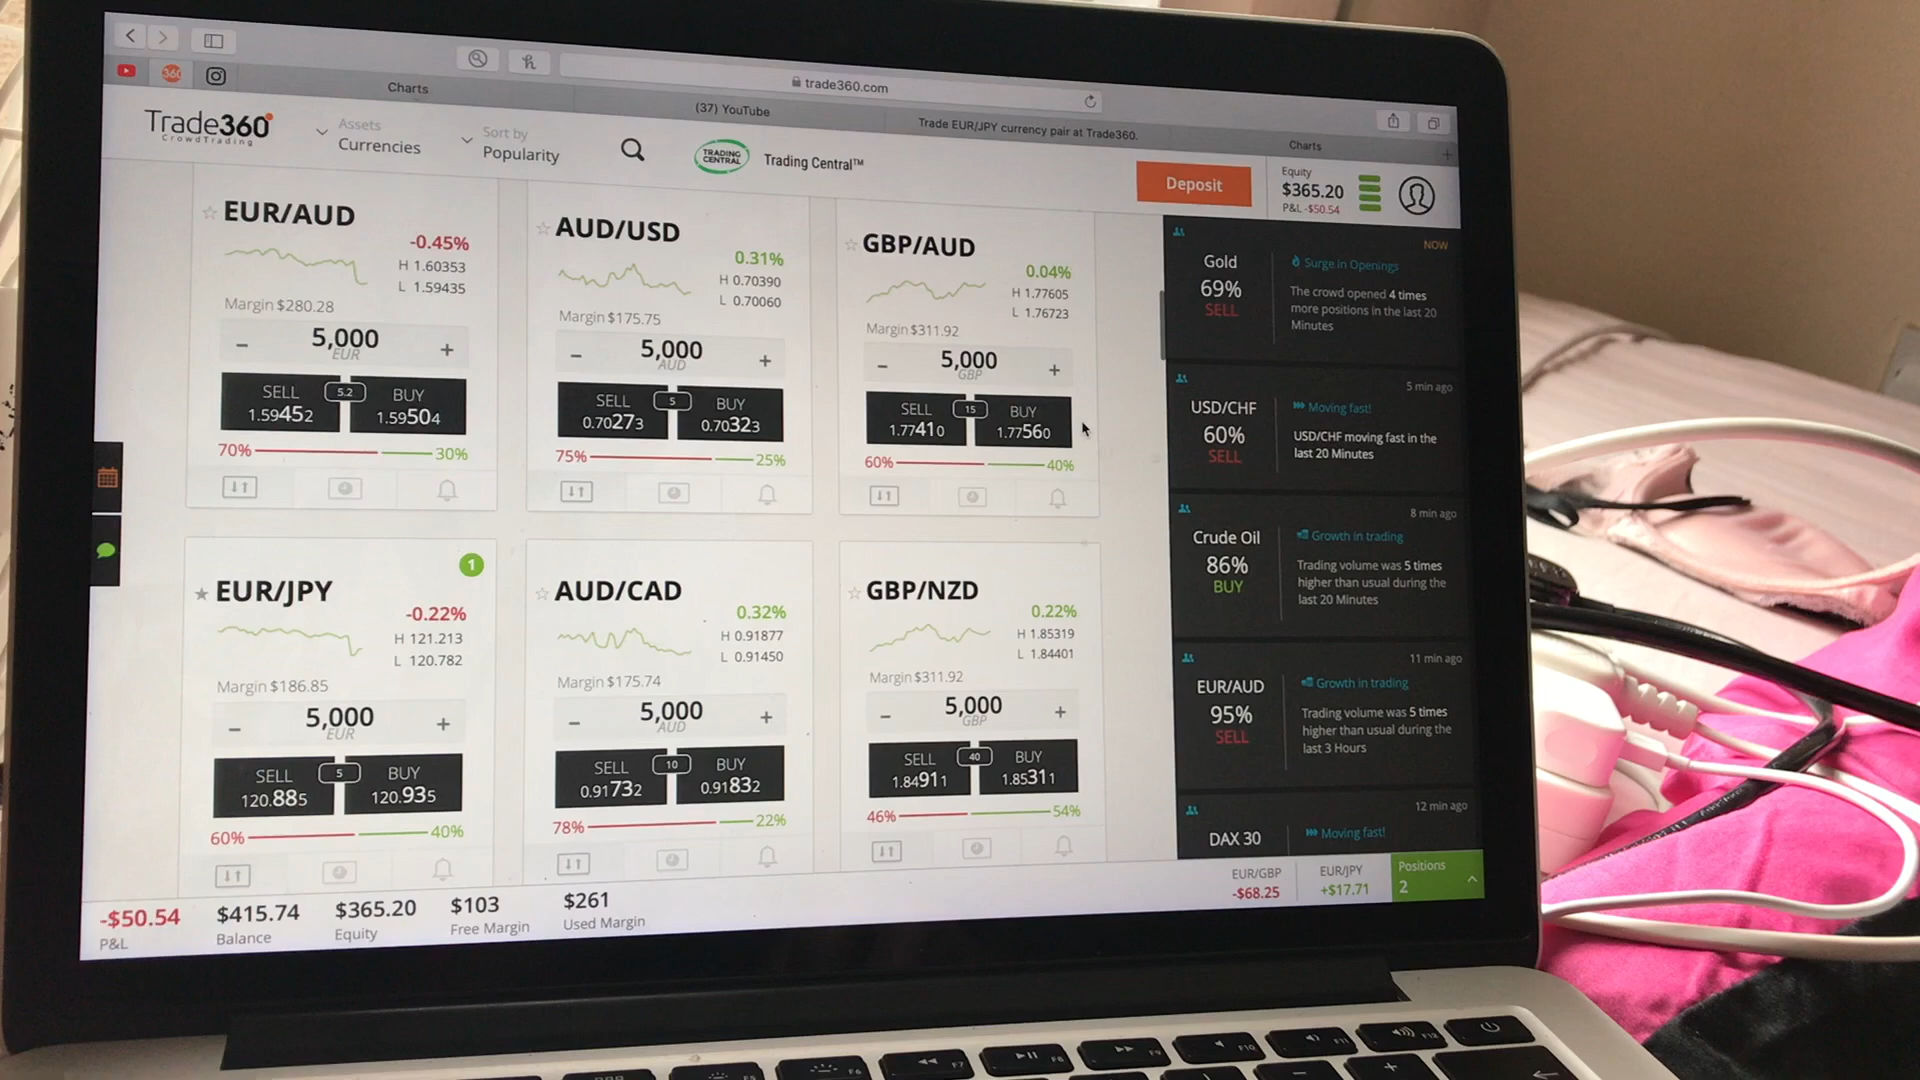 trade360.com
Charts
(37) YouTube
Trade EUR/JPY currency pair at Trade360.
Charts
Trade360
CrowdTrading
Assets
Currencies
Sort by
Popularity
TRADING
CENTRAL
Trading Central™
Deposit
Equity
$365.20
P&L -$50.54
EUR/AUD
-0.45%
H 1.60353
L 1.59435
Margin $280.28
- 5,000 +
EUR
SELL 5.2 BUY
1.59452 1.59504
70% 30%
AUD/USD
0.31%
H 0.70390
L 0.70060
Margin $175.75
- 5,000 +
AUD
SELL 5 BUY
0.70273 0.70323
75% 25%
GBP/AUD
0.04%
H 1.77605
L 1.76723
Margin $311.92
- 5,000 +
GBP
SELL 15 BUY
1.77410 1.77560
60% 40%
1
EUR/JPY
-0.22%
H 121.213
L 120.782
Margin $186.85
- 5,000 +
EUR
SELL 5 BUY
120.885 120.935
60% 40%
AUD/CAD
0.32%
H 0.91877
L 0.91450
Margin $175.74
- 5,000 +
AUD
SELL 10 BUY
0.91732 0.91832
78% 22%
GBP/NZD
0.22%
H 1.85319
L 1.84401
Margin $311.92
- 5,000 +
GBP
SELL 40 BUY
1.84911 1.85311
46% 54%
NOW
Gold
69%
SELL
Surge in Openings
The crowd opened 4 times
more positions in the last 20
Minutes
5 min ago
USD/CHF
60%
SELL
Moving fast!
USD/CHF moving fast in the
last 20 Minutes
8 min ago
Crude Oil
86%
BUY
Growth in trading
Trading volume was 5 times
higher than usual during the
last 20 Minutes
11 min ago
EUR/AUD
95%
SELL
Growth in trading
Trading volume was 5 times
higher than usual during the
last 3 Hours
12 min ago
DAX 30
Moving fast!
-$50.54
P&L
$415.74
Balance
$365.20
Equity
$103
Free Margin
$261
Used Margin
EUR/GBP
-$68.25
EUR/JPY
+$17.71
Positions
2
F6
F7
F8
F9
F10
F11
F12